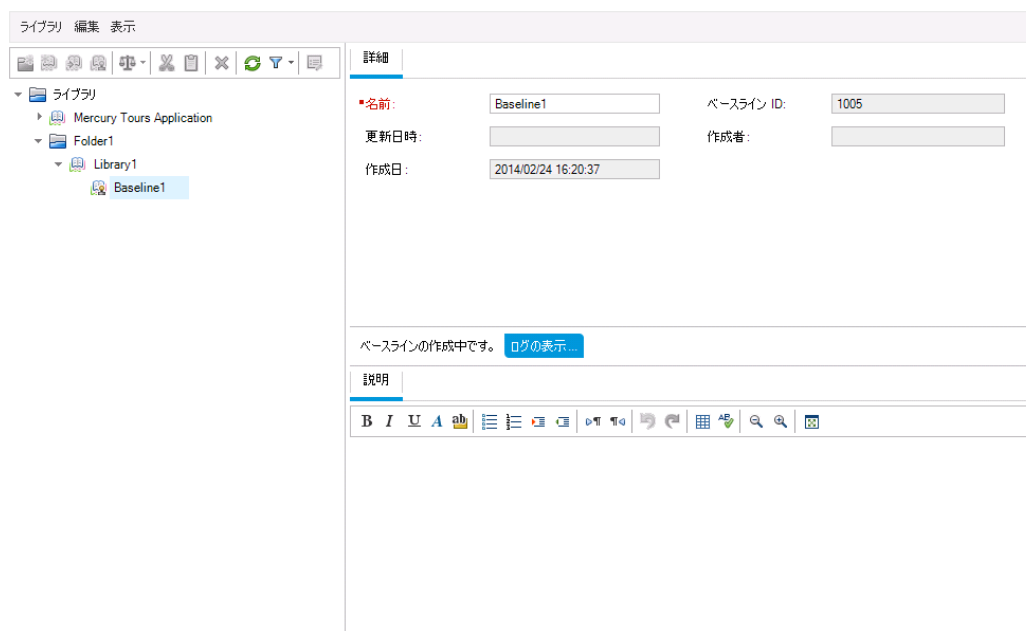 ライブラリ 編集 表示
詳細
ライブラリ
Mercury Tours Application
Folder1
Library1
Baseline1
*名前: Baseline1 ベースライン ID: 1005
更新日時: 作成者:
作成日: 2014/02/24 16:20:37
ベースラインの作成中です。 ログの表示...
説明
B I U A ab